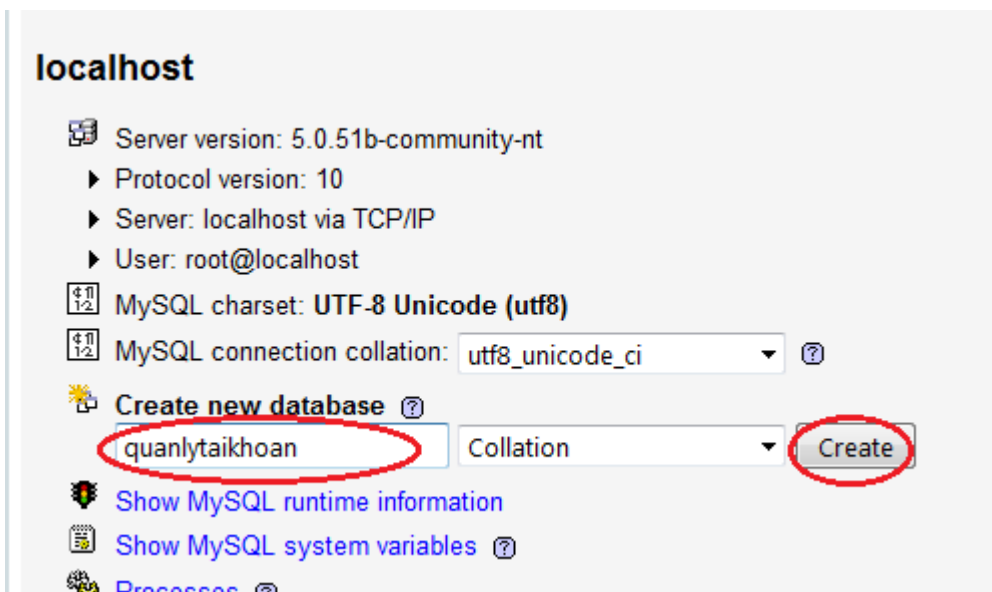 localhost
Server version: 5.0.51b-community-nt
Protocol version: 10
Server: localhost via TCP/IP
User: root@localhost
MySQL charset: UTF-8 Unicode (utf8)
MySQL connection collation: utf8_unicode_ci
Create new database
quanlytaikhoan Collation Create
Show MySQL runtime information
Show MySQL system variables
Processes